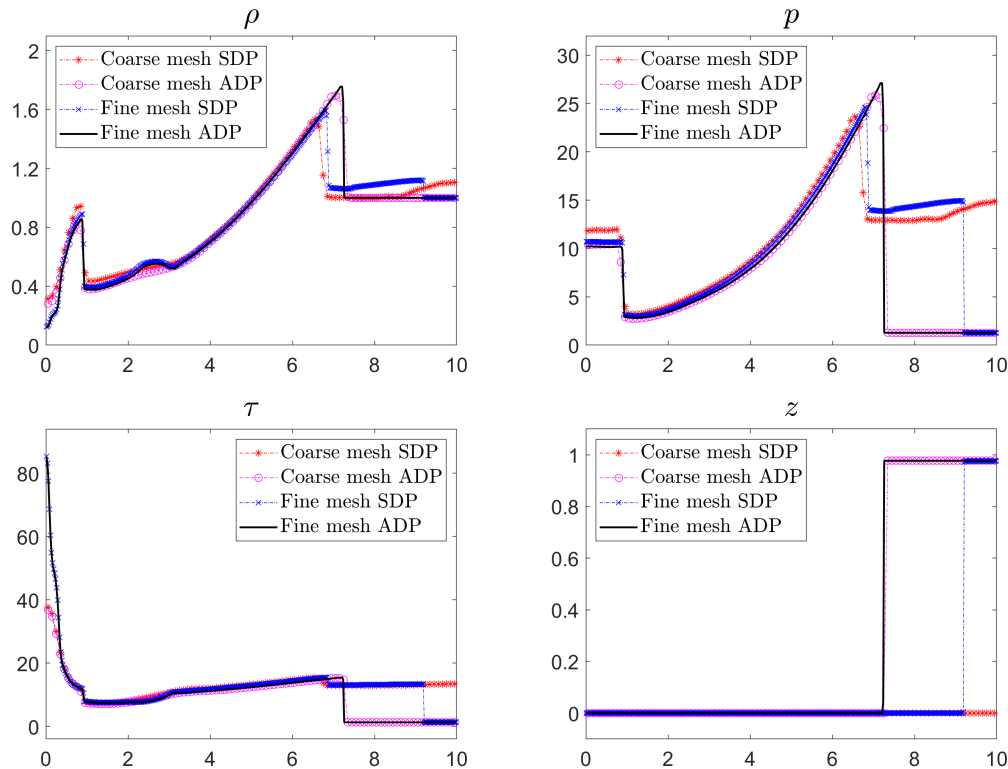 ρ
2
1.6
1.2
0.8
0.4
0
0 2 4 6 8 10
Coarse mesh SDP
Coarse mesh ADP
Fine mesh SDP
Fine mesh ADP
p
30
25
20
15
10
5
0
0 2 4 6 8 10
Coarse mesh SDP
Coarse mesh ADP
Fine mesh SDP
Fine mesh ADP
τ
80
60
40
20
0
0 2 4 6 8 10
Coarse mesh SDP
Coarse mesh ADP
Fine mesh SDP
Fine mesh ADP
z
1
0.8
0.6
0.4
0.2
0
0 2 4 6 8 10
Coarse mesh SDP
Coarse mesh ADP
Fine mesh SDP
Fine mesh ADP